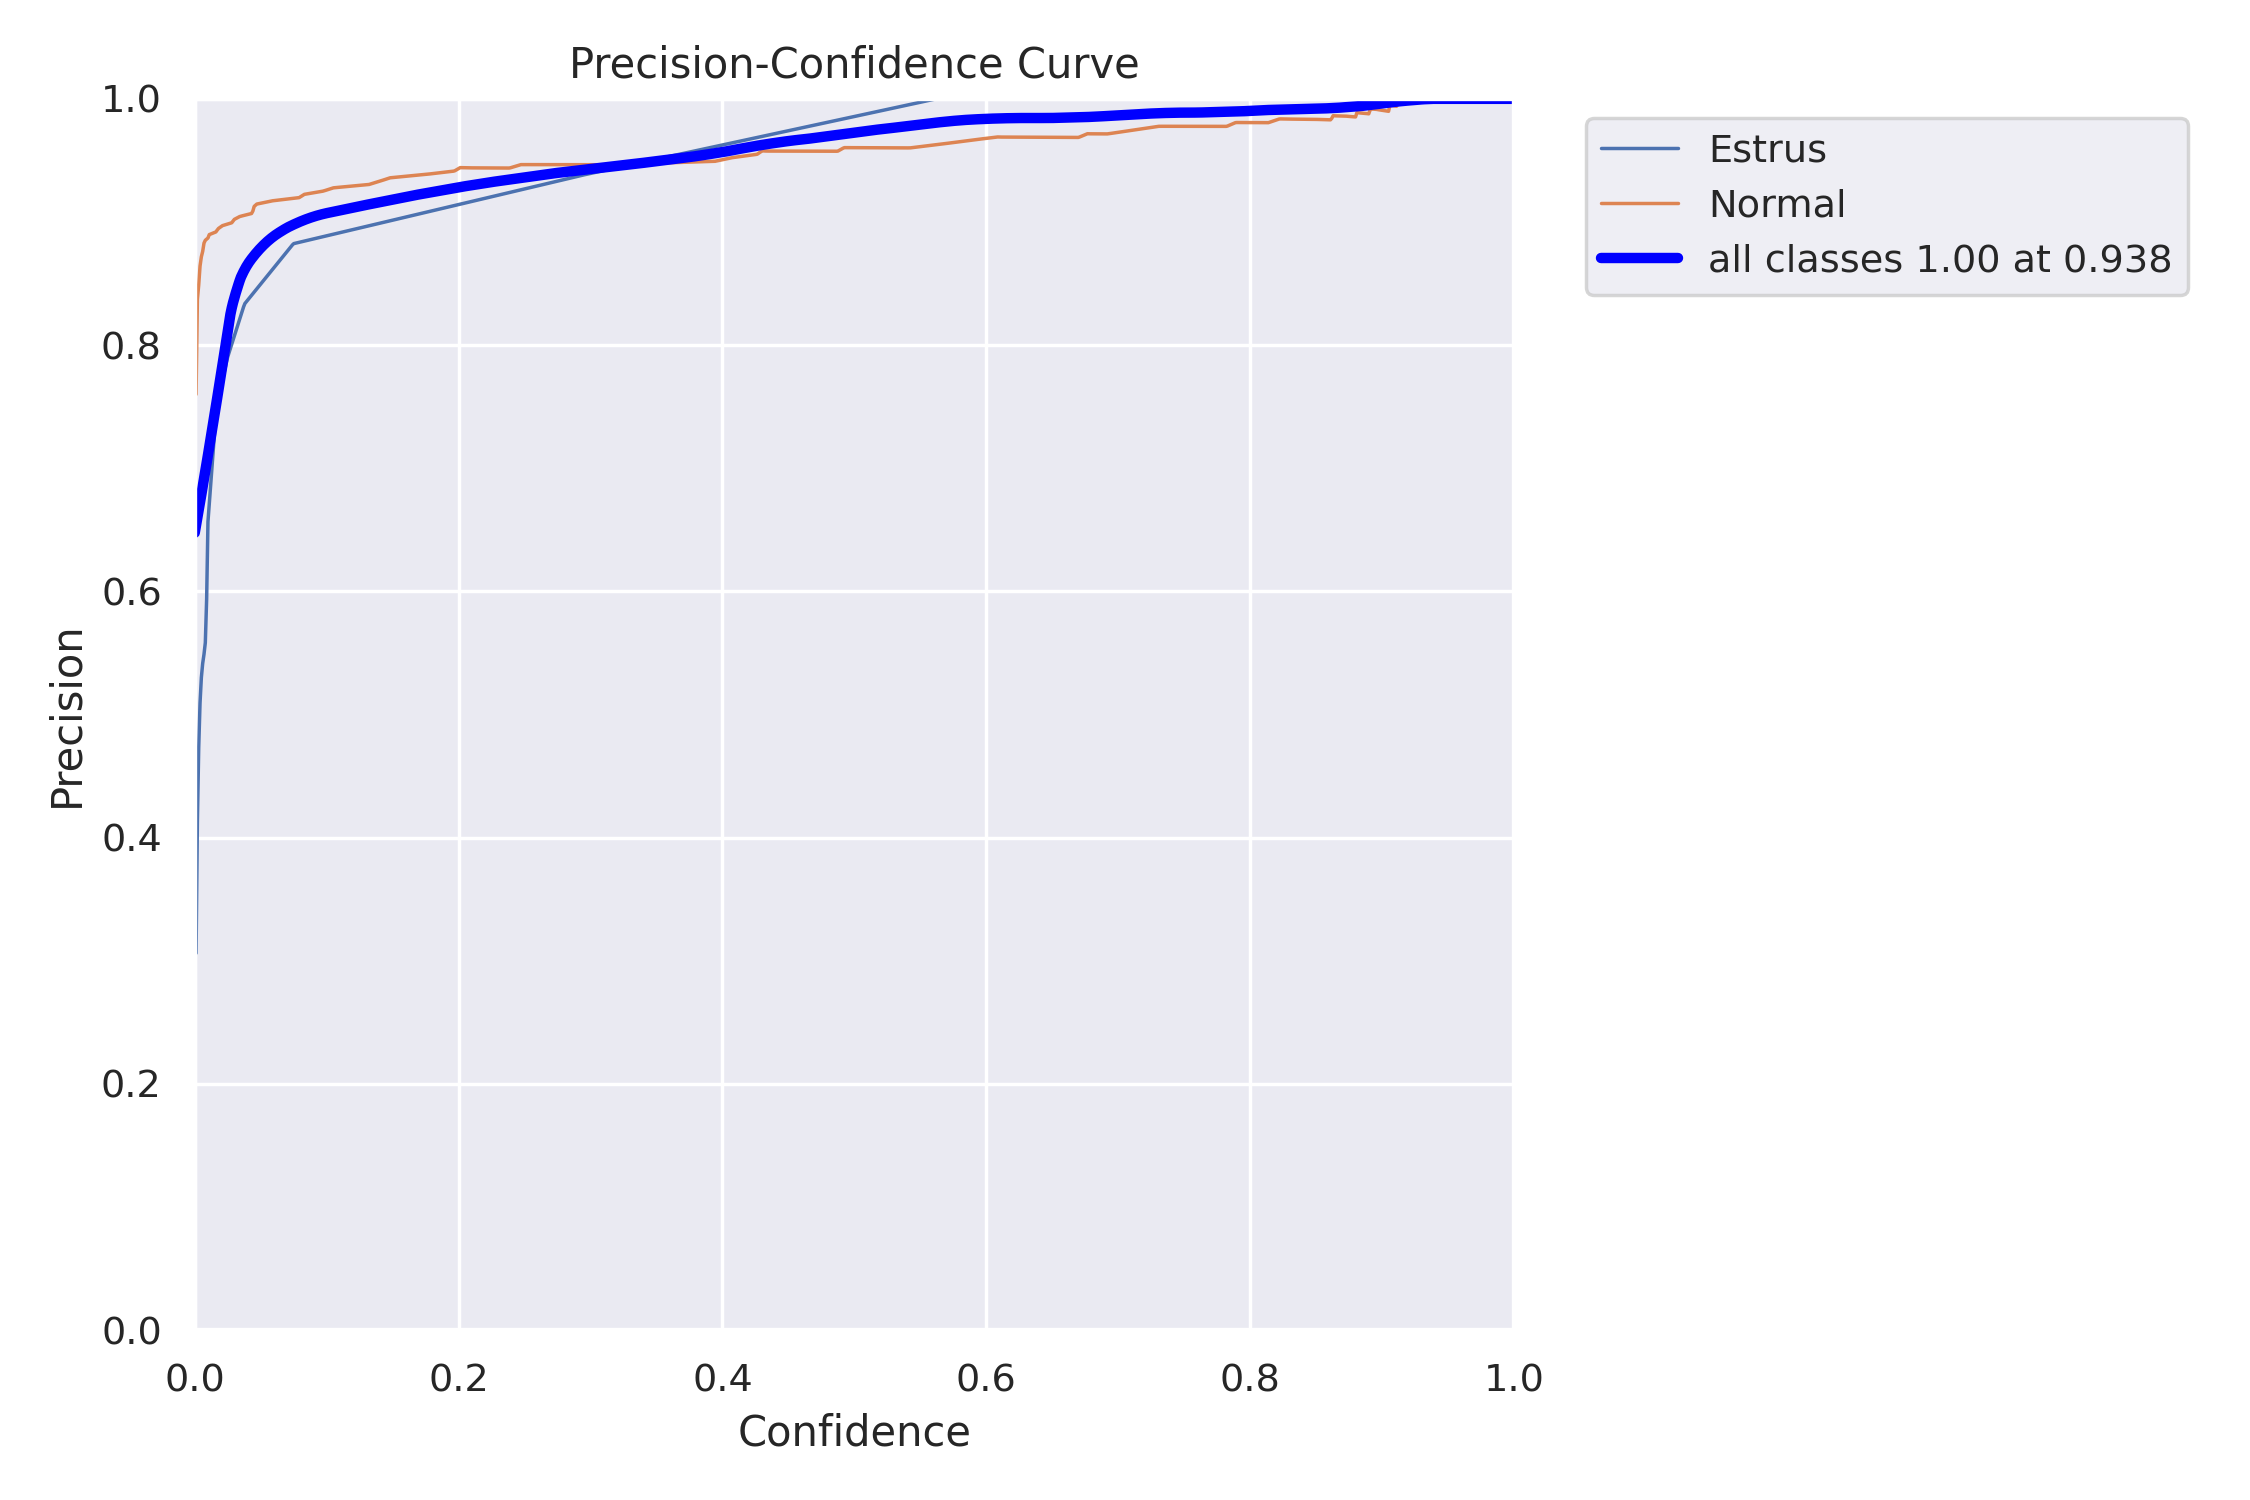 Precision-Confidence Curve
1.0
0.8
0.6
0.4
0.2
0.0
Precision
0.0 0.2 0.4 0.6 0.8 1.0
Confidence
Estrus
Normal
all classes 1.00 at 0.938